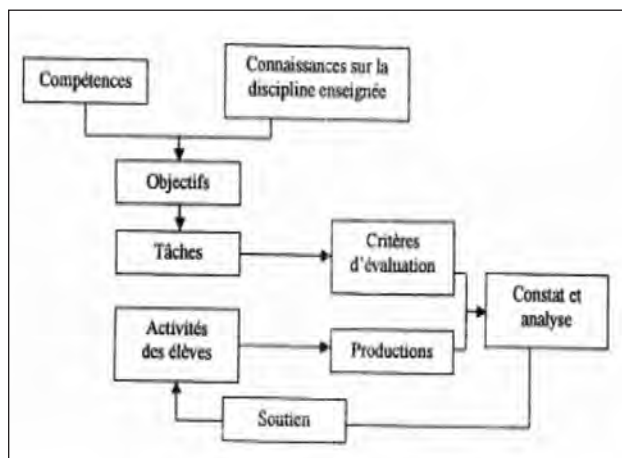 Compétences
Connaissances sur la
discipline enseignée
Objectifs
Tâches
Critères
d'évaluation
Constat et
analyse
Activités
des élèves
Productions
Soutien